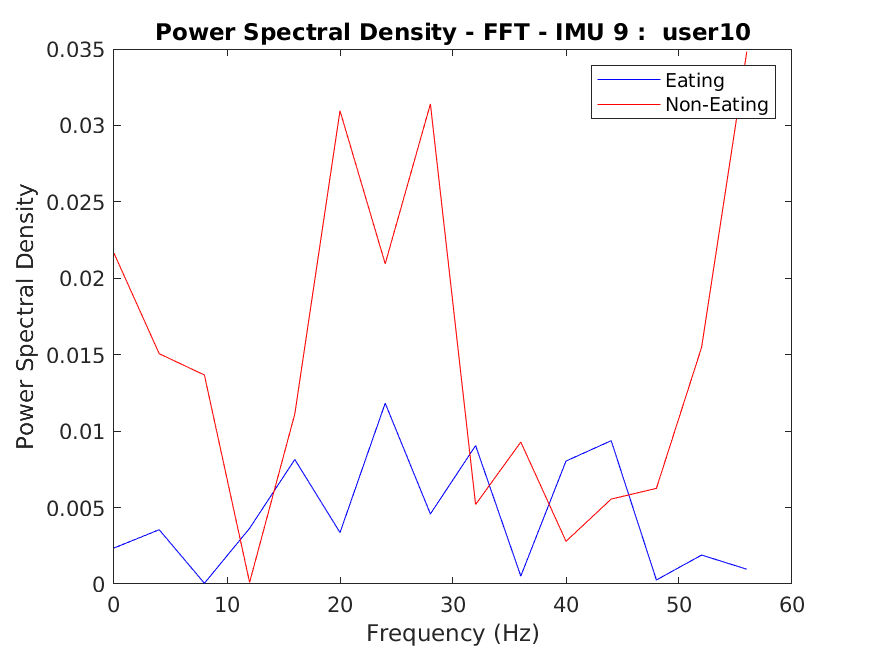 Power Spectral Density - FFT - IMU 9 :  user10
Eating
Non-Eating
Power Spectral Density
0.035
0.03
0.025
0.02
0.015
0.01
0.005
0
0 10 20 30 40 50 60
Frequency (Hz)